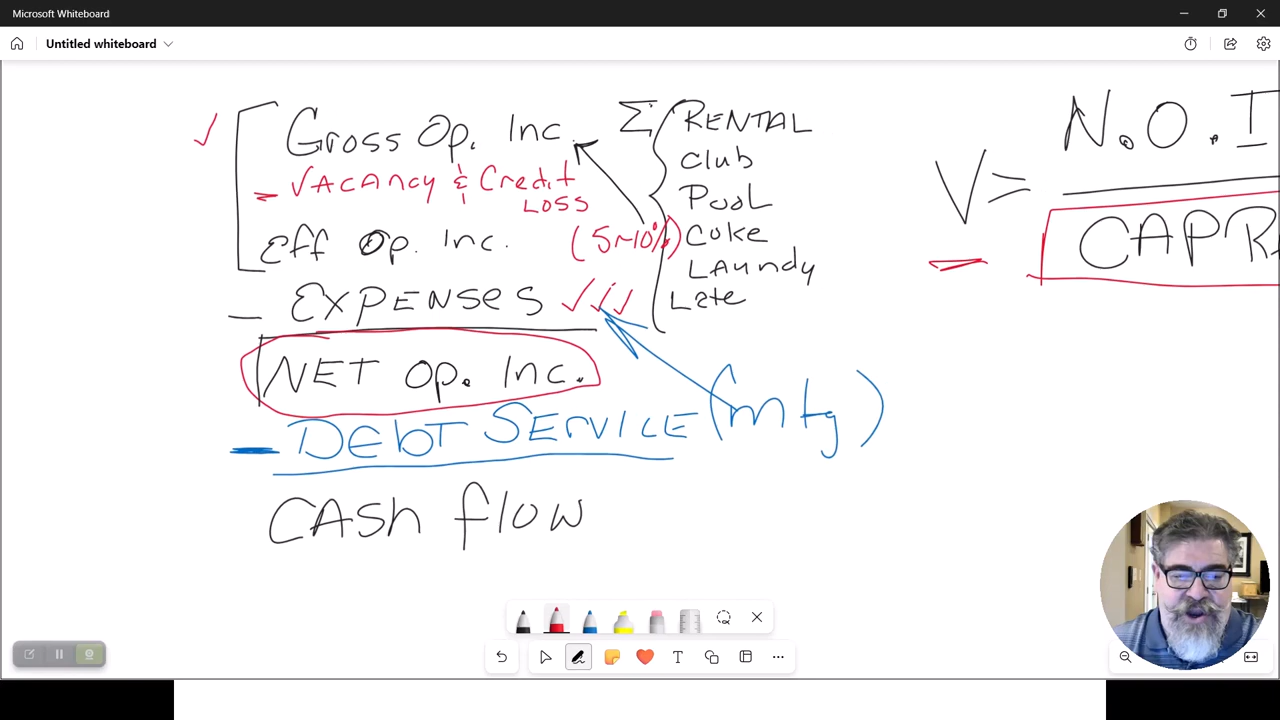 Microsoft Whiteboard
Untitled whiteboard
Gross Op. Inc
- VACANCY & Credit
LOSS
Eff Op. Inc.
(5~10%)
- EXPENSES
NET Op. Inc.
- DEBT SERVICE (mtg)
CASH flow
Σ
RENTAL
Club
POOL
Coke
LAundy
Late
N.O.I
V=
CAPR
T